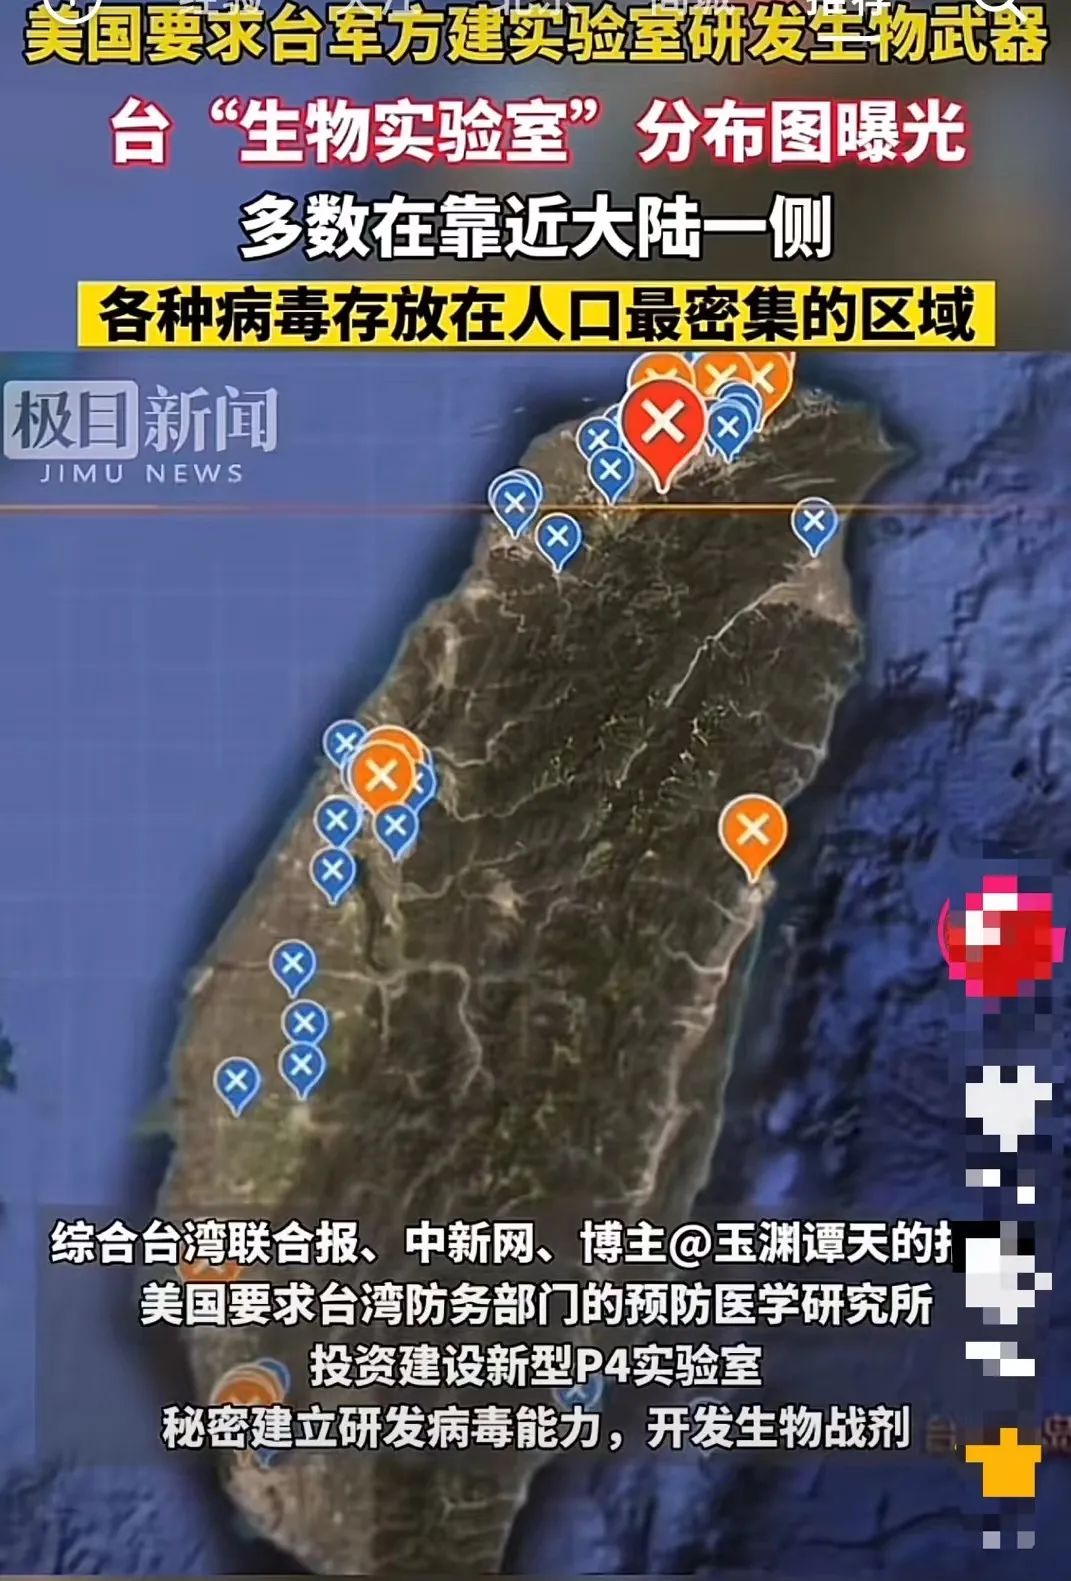 推荐
美国要求台军方建实验室研发生物武器
台“生物实验室”分布图曝光
多数在靠近大陆一侧
各种病毒存放在人口最密集的区域
极目新闻
JIMU NEWS
综合台湾联合报、中新网、博主@玉渊谭天的
美国要求台湾防务部门的预防医学研究所
投资建设新型P4实验室
秘密建立研发病毒能力，开发生物战剂